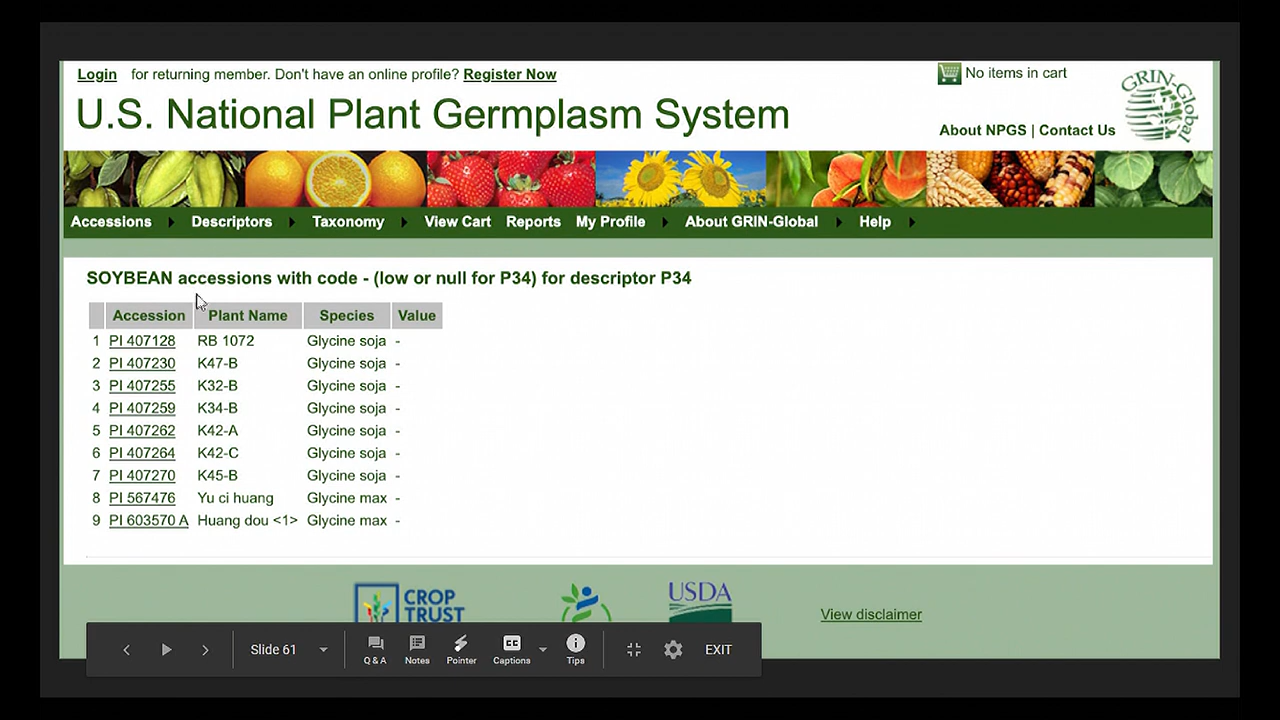 Login for returning member. Don't have an online profile? Register Now
No items in cart
GRIN-Global
U.S. National Plant Germplasm System
About NPGS | Contact Us
Accessions Descriptors Taxonomy View Cart Reports My Profile About GRIN-Global Help
SOYBEAN accessions with code - (low or null for P34) for descriptor P34
Accession Plant Name Species Value
1 PI 407128 RB 1072 Glycine soja -
2 PI 407230 K47-B Glycine soja -
3 PI 407255 K32-B Glycine soja -
4 PI 407259 K34-B Glycine soja -
5 PI 407262 K42-A Glycine soja -
6 PI 407264 K42-C Glycine soja -
7 PI 407270 K45-B Glycine soja -
8 PI 567476 Yu ci huang Glycine max -
9 PI 603570 A Huang dou <1> Glycine max -
CROP
TRUST
USDA
View disclaimer
Slide 61
Q & A Notes Pointer CC Captions Tips
EXIT